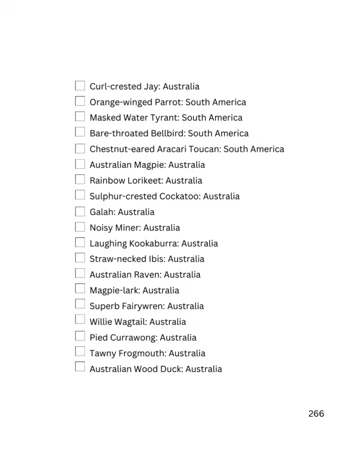 Curl-crested Jay: Australia
Orange-winged Parrot: South America
Masked Water Tyrant: South America
Bare-throated Bellbird: South America
Chestnut-eared Aracari Toucan: South America
Australian Magpie: Australia
Rainbow Lorikeet: Australia
Sulphur-crested Cockatoo: Australia
Galah: Australia
Noisy Miner: Australia
Laughing Kookaburra: Australia
Straw-necked Ibis: Australia
Australian Raven: Australia
Magpie-lark: Australia
Superb Fairywren: Australia
Willie Wagtail: Australia
Pied Currawong: Australia
Tawny Frogmouth: Australia
Australian Wood Duck: Australia
266